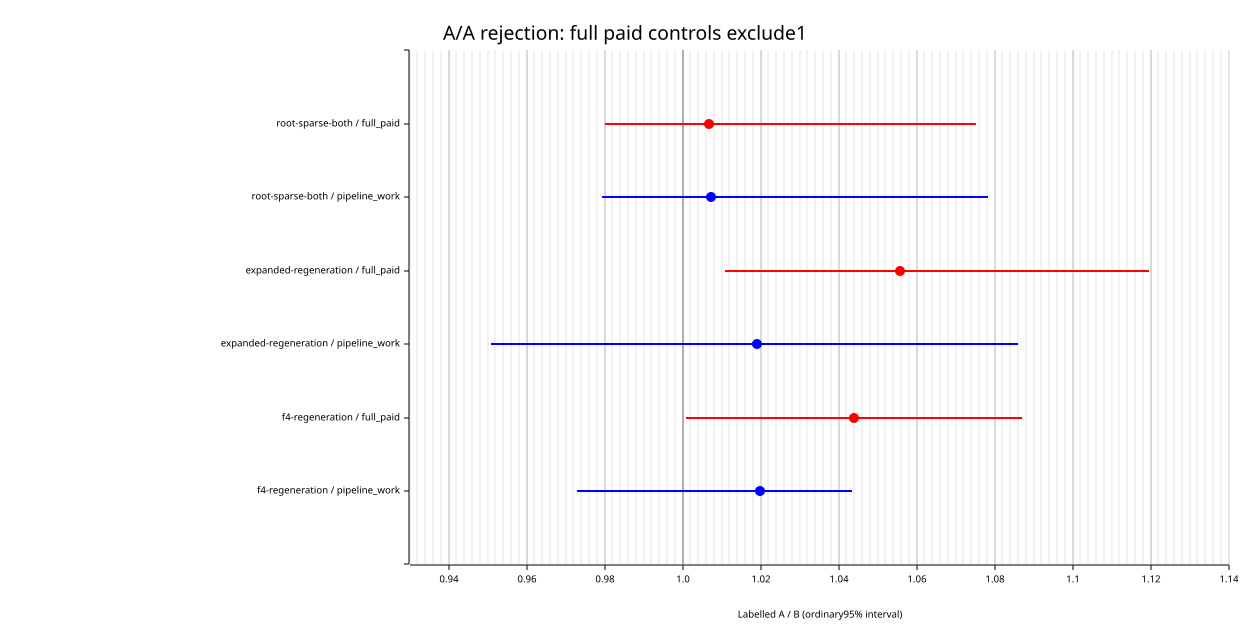 A/A rejection: full paid controls exclude1
root-sparse-both / full_paid
root-sparse-both / pipeline_work
expanded-regeneration / full_paid
expanded-regeneration / pipeline_work
f4-regeneration / full_paid
f4-regeneration / pipeline_work
0.94 0.96 0.98 1.0 1.02 1.04 1.06 1.08 1.1 1.12 1.14
Labelled A / B (ordinary95% interval)